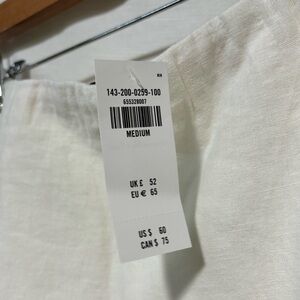 143-200-0259-100
655328007
MEDIUM
UK £ 52
EU € 65
US $ 60
CAN $ 75